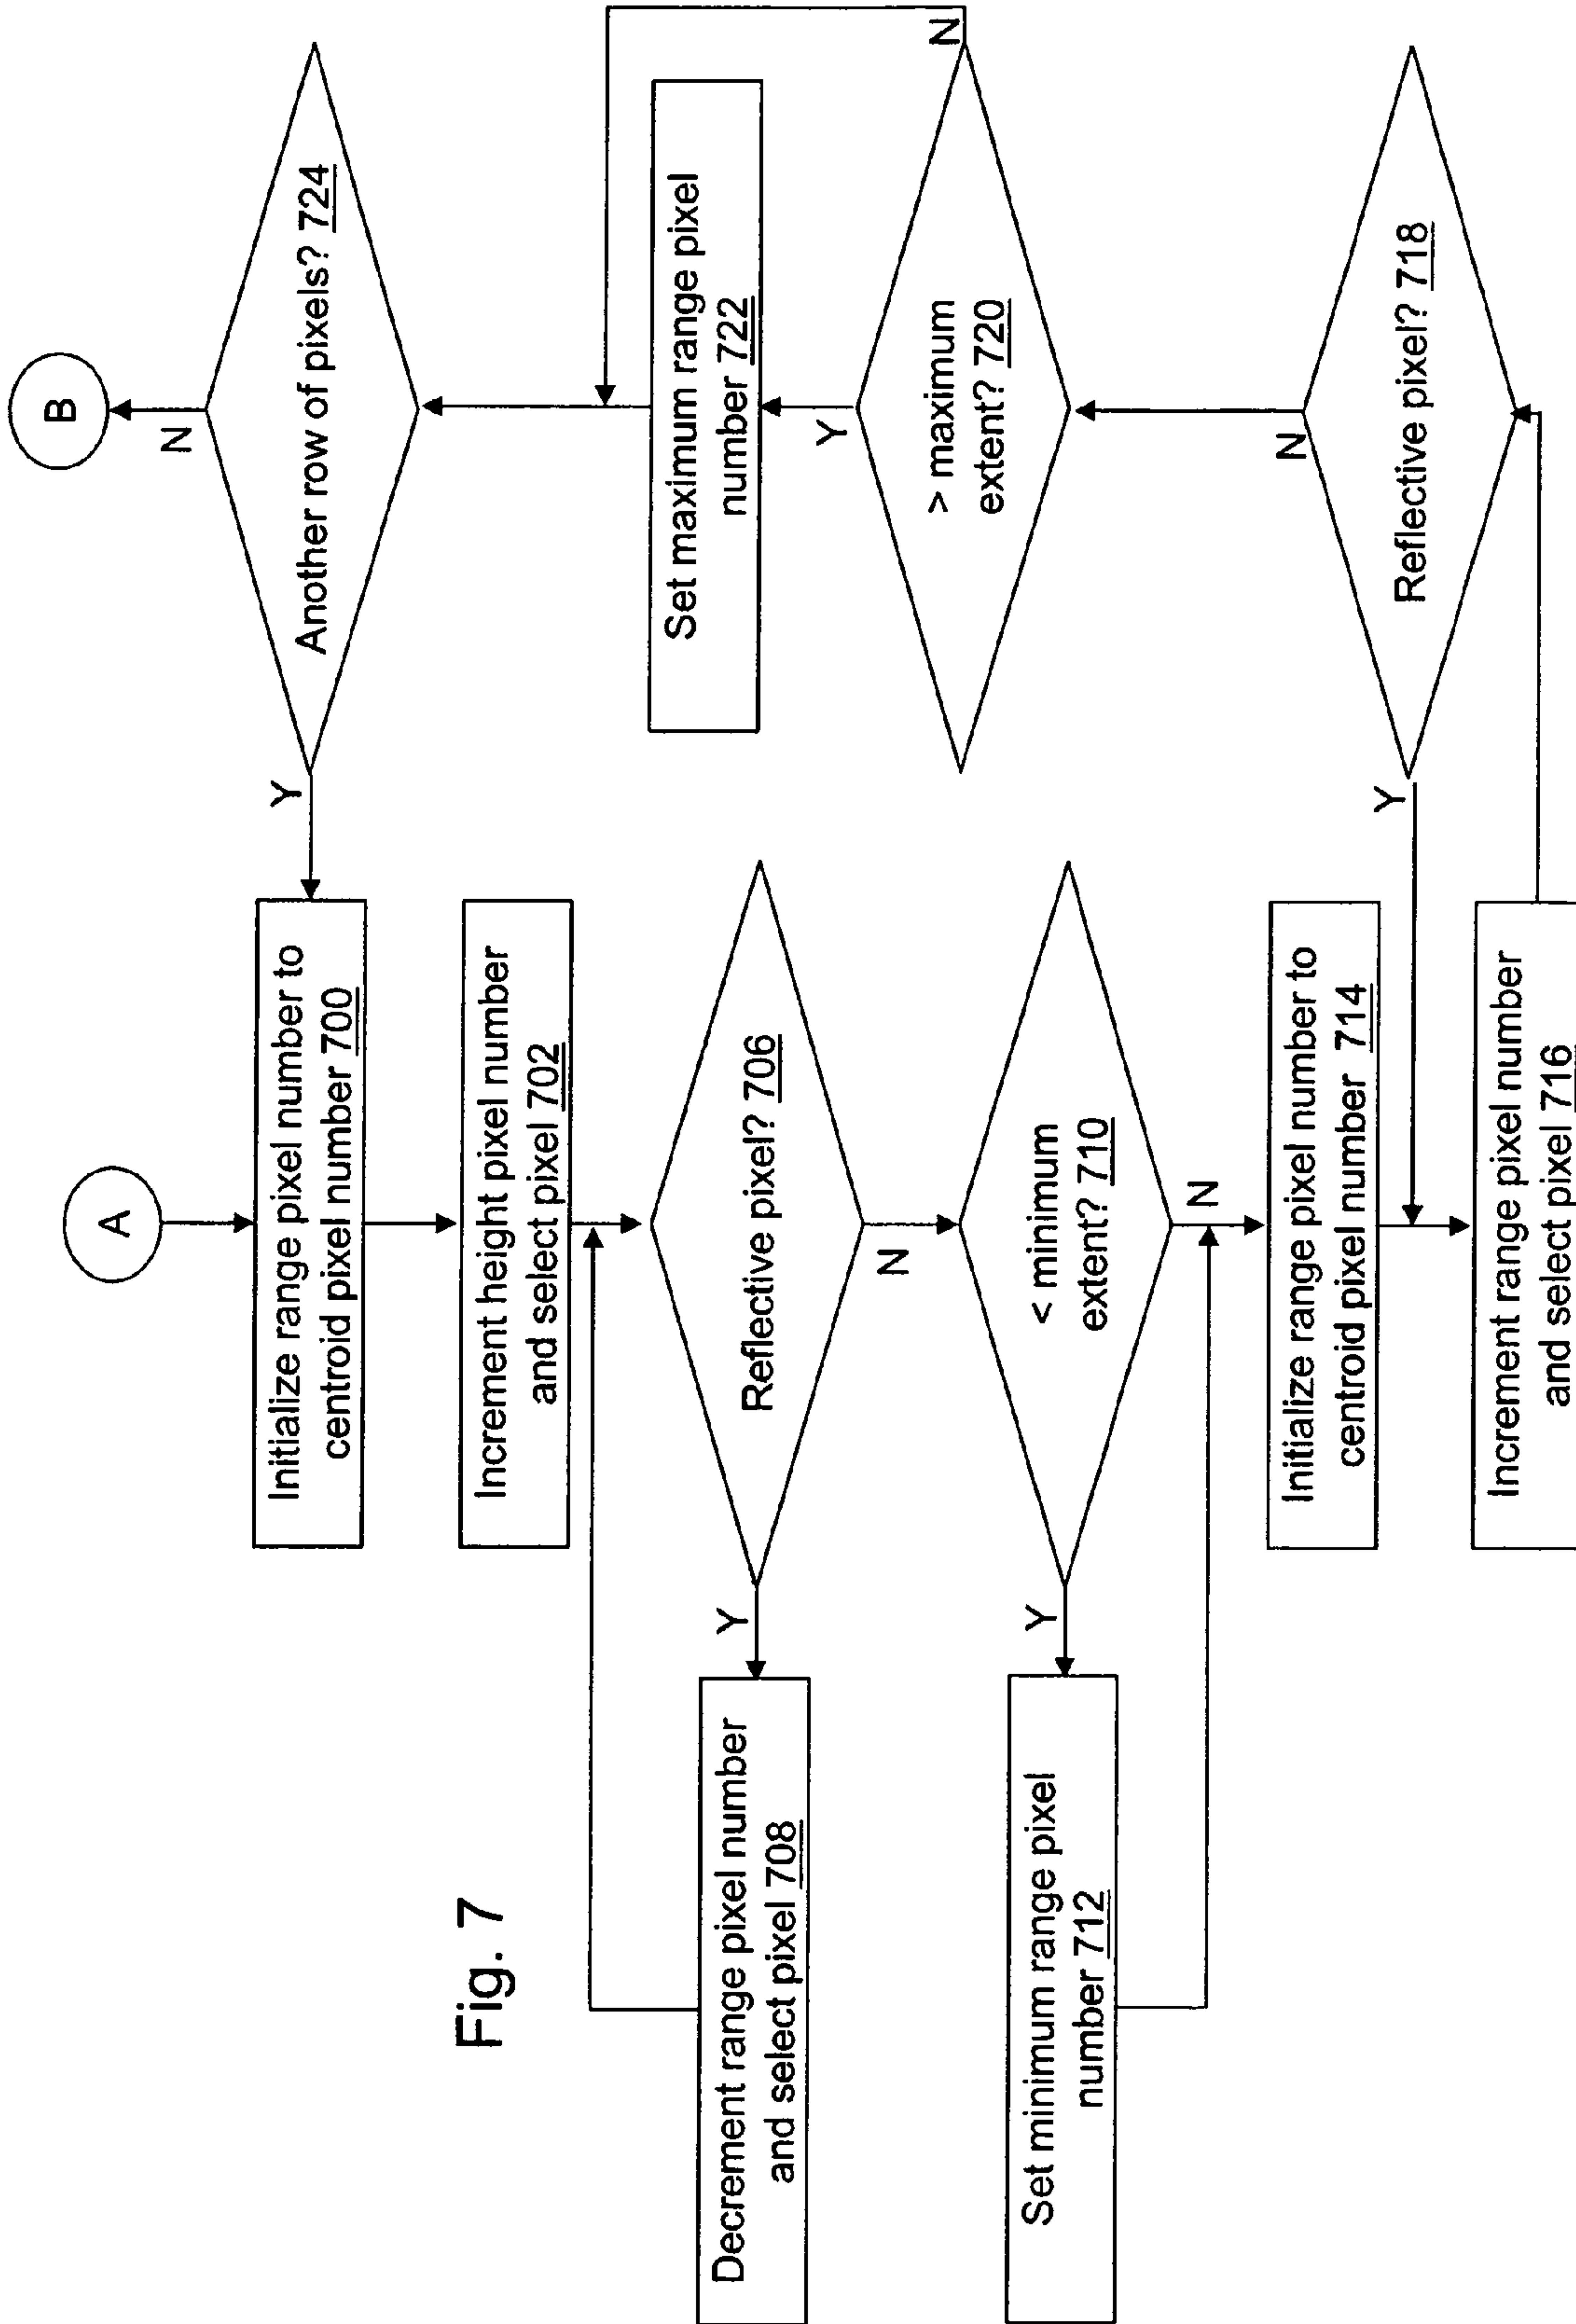 Fig. 7
A
Initialize range pixel number to
centroid pixel number 700
Increment height pixel number
and select pixel 702
Reflective pixel? 706
Y
N
Decrement range pixel number
and select pixel 708
< minimum
extent? 710
Y
N
Set minimum range pixel
number 712
Initialize range pixel number to
centroid pixel number 714
Increment range pixel number
and select pixel 716
Reflective pixel? 718
Y
N
> maximum
extent? 720
Y
N
Set maximum range pixel
number 722
Another row of pixels? 724
Y
N
B